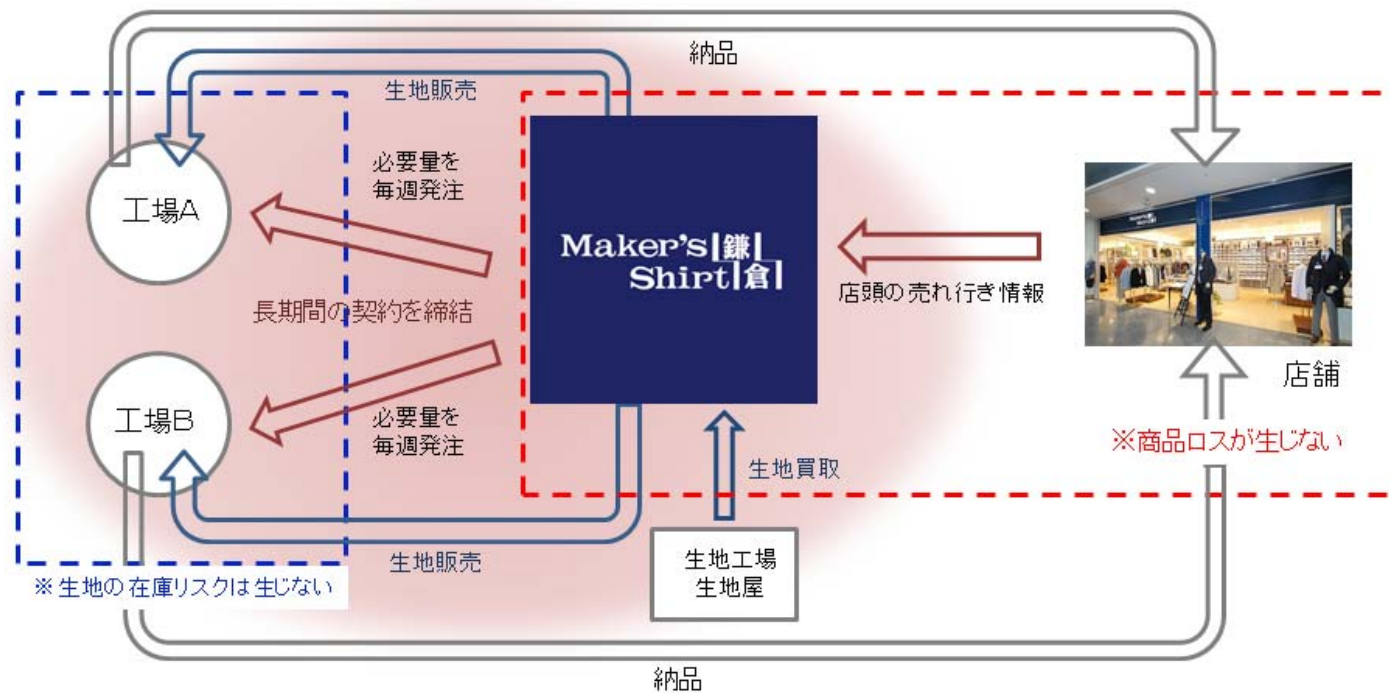 納品
生地販売
必要量を
毎週発注
工場A
Maker's 鎌
Shirt 倉
店頭の売れ行き情報
長期間の契約を締結
店舗
工場B
必要量を
毎週発注
※商品ロスが生じない
生地買取
生地販売
生地工場
生地屋
※生地の在庫リスクは生じない
納品